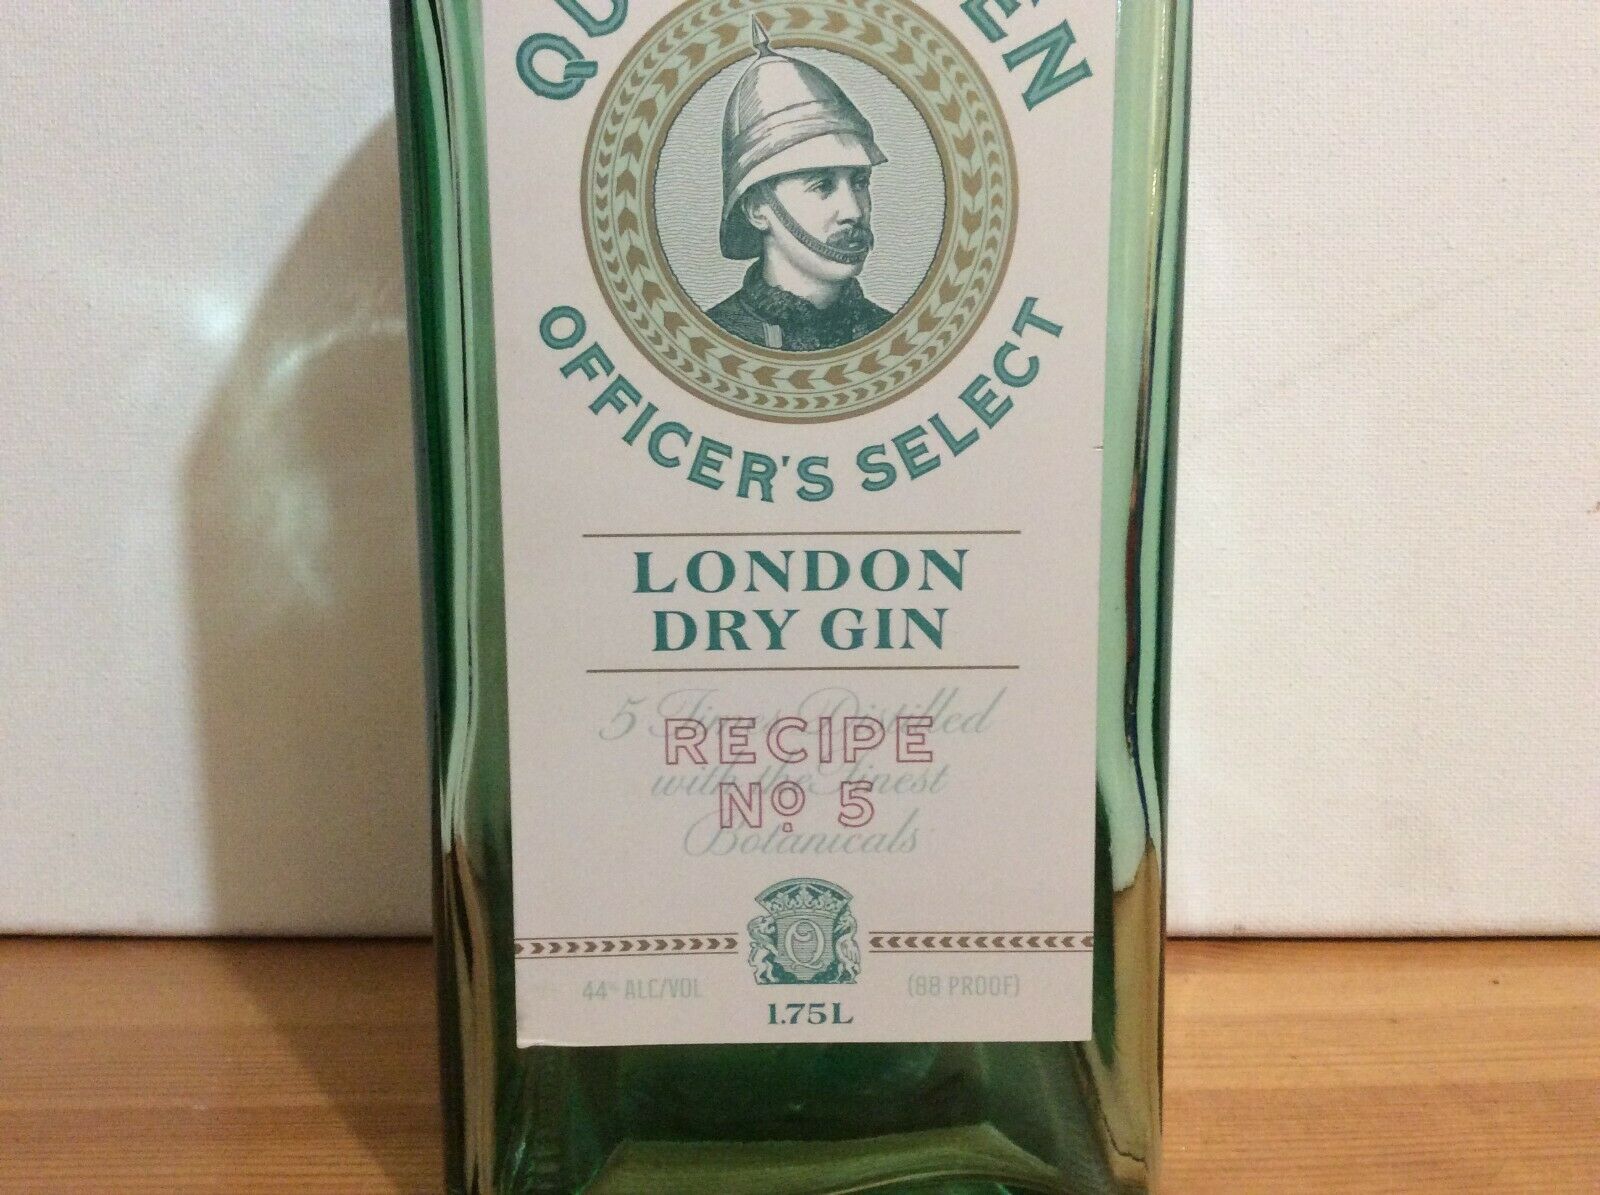 OFFICER'S SELECT
LONDON
DRY GIN
5 Times Distilled
RECIPE
with the Finest
Nº 5
Botanicals
Q
44% ALC/VOL
(88 PROOF)
1.75L